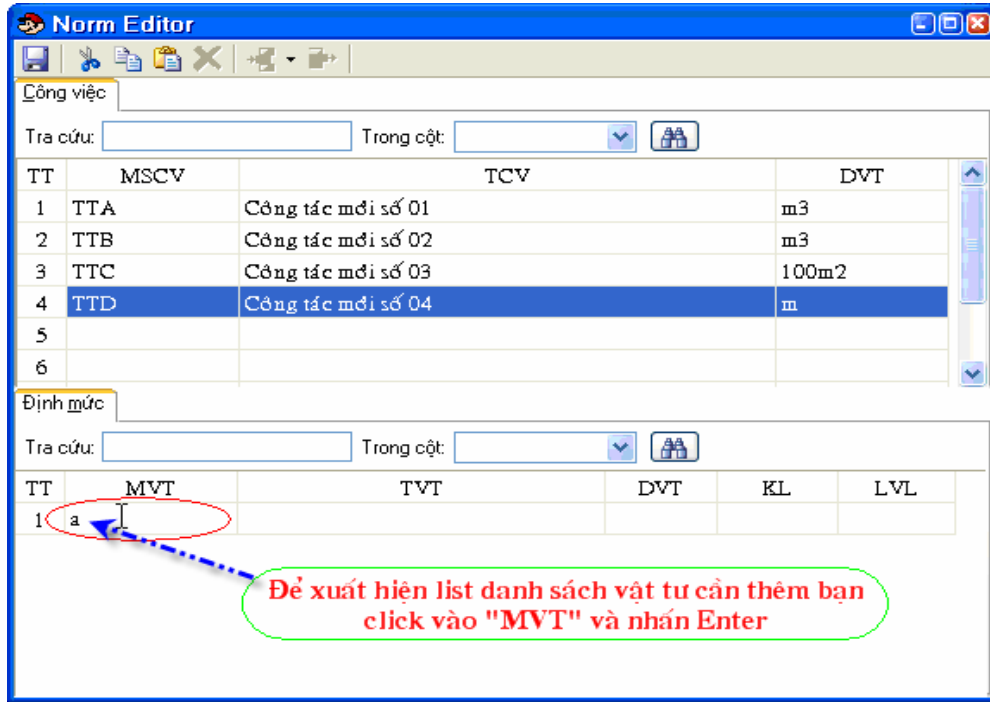 Norm Editor
Công việc
Tra cứu: Trong cột:
TT MSCV TCV DVT
1 TTA Công tác mới số 01 m3
2 TTB Công tác mới số 02 m3
3 TTC Công tác mới số 03 100m2
4 TTD Công tác mới số 04 m
5
6
Định mức
Tra cứu: Trong cột:
TT MVT TVT DVT KL LVL
1 a
Để xuất hiện list danh sách vật tư cần thêm bạn
click vào "MVT" và nhấn Enter